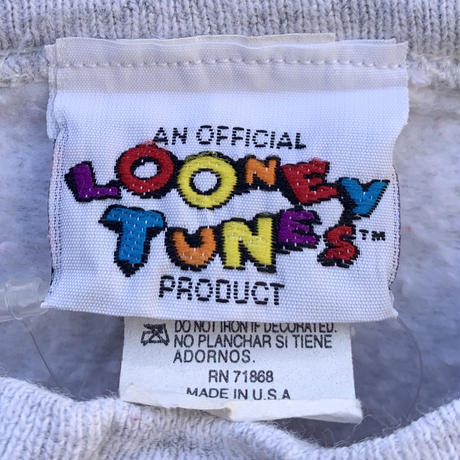 AN OFFICIAL
LOONEY
TUNES™
PRODUCT
DO NOT IRON IF DECORATED.
NO PLANCHAR SI TIENE
ADORNOS.
RN 71868
MADE IN U.S.A.